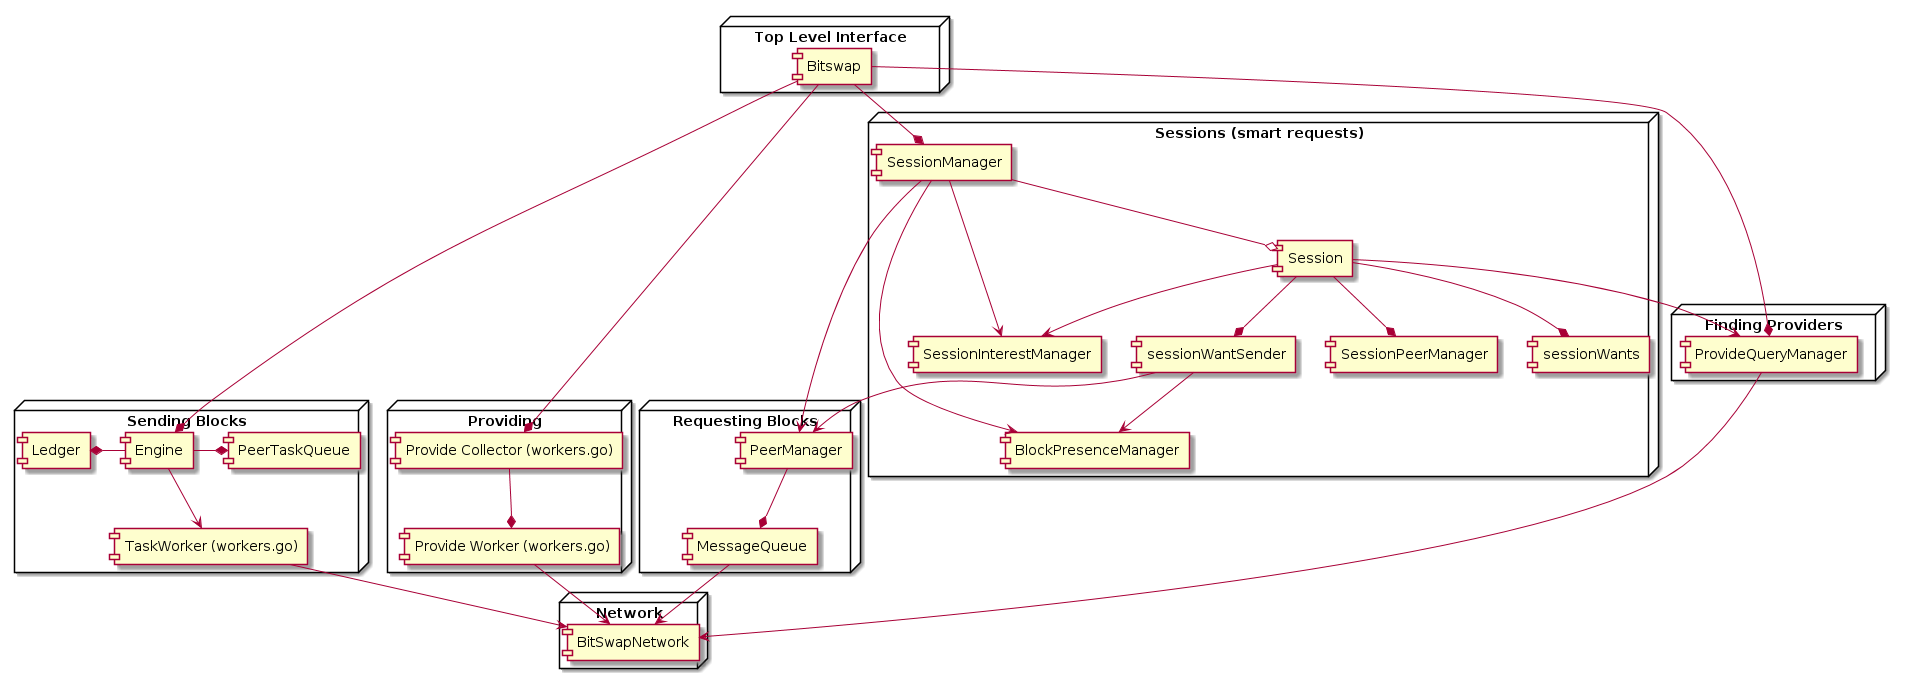 Top Level Interface
Bitswap
Sessions (smart requests)
SessionManager
Session
SessionInterestManager
sessionWantSender
SessionPeerManager
sessionWants
BlockPresenceManager
Finding Providers
ProvideQueryManager
Sending Blocks
Ledger
Engine
PeerTaskQueue
TaskWorker (workers.go)
Providing
Provide Collector (workers.go)
Provide Worker (workers.go)
Requesting Blocks
PeerManager
MessageQueue
Network
BitSwapNetwork